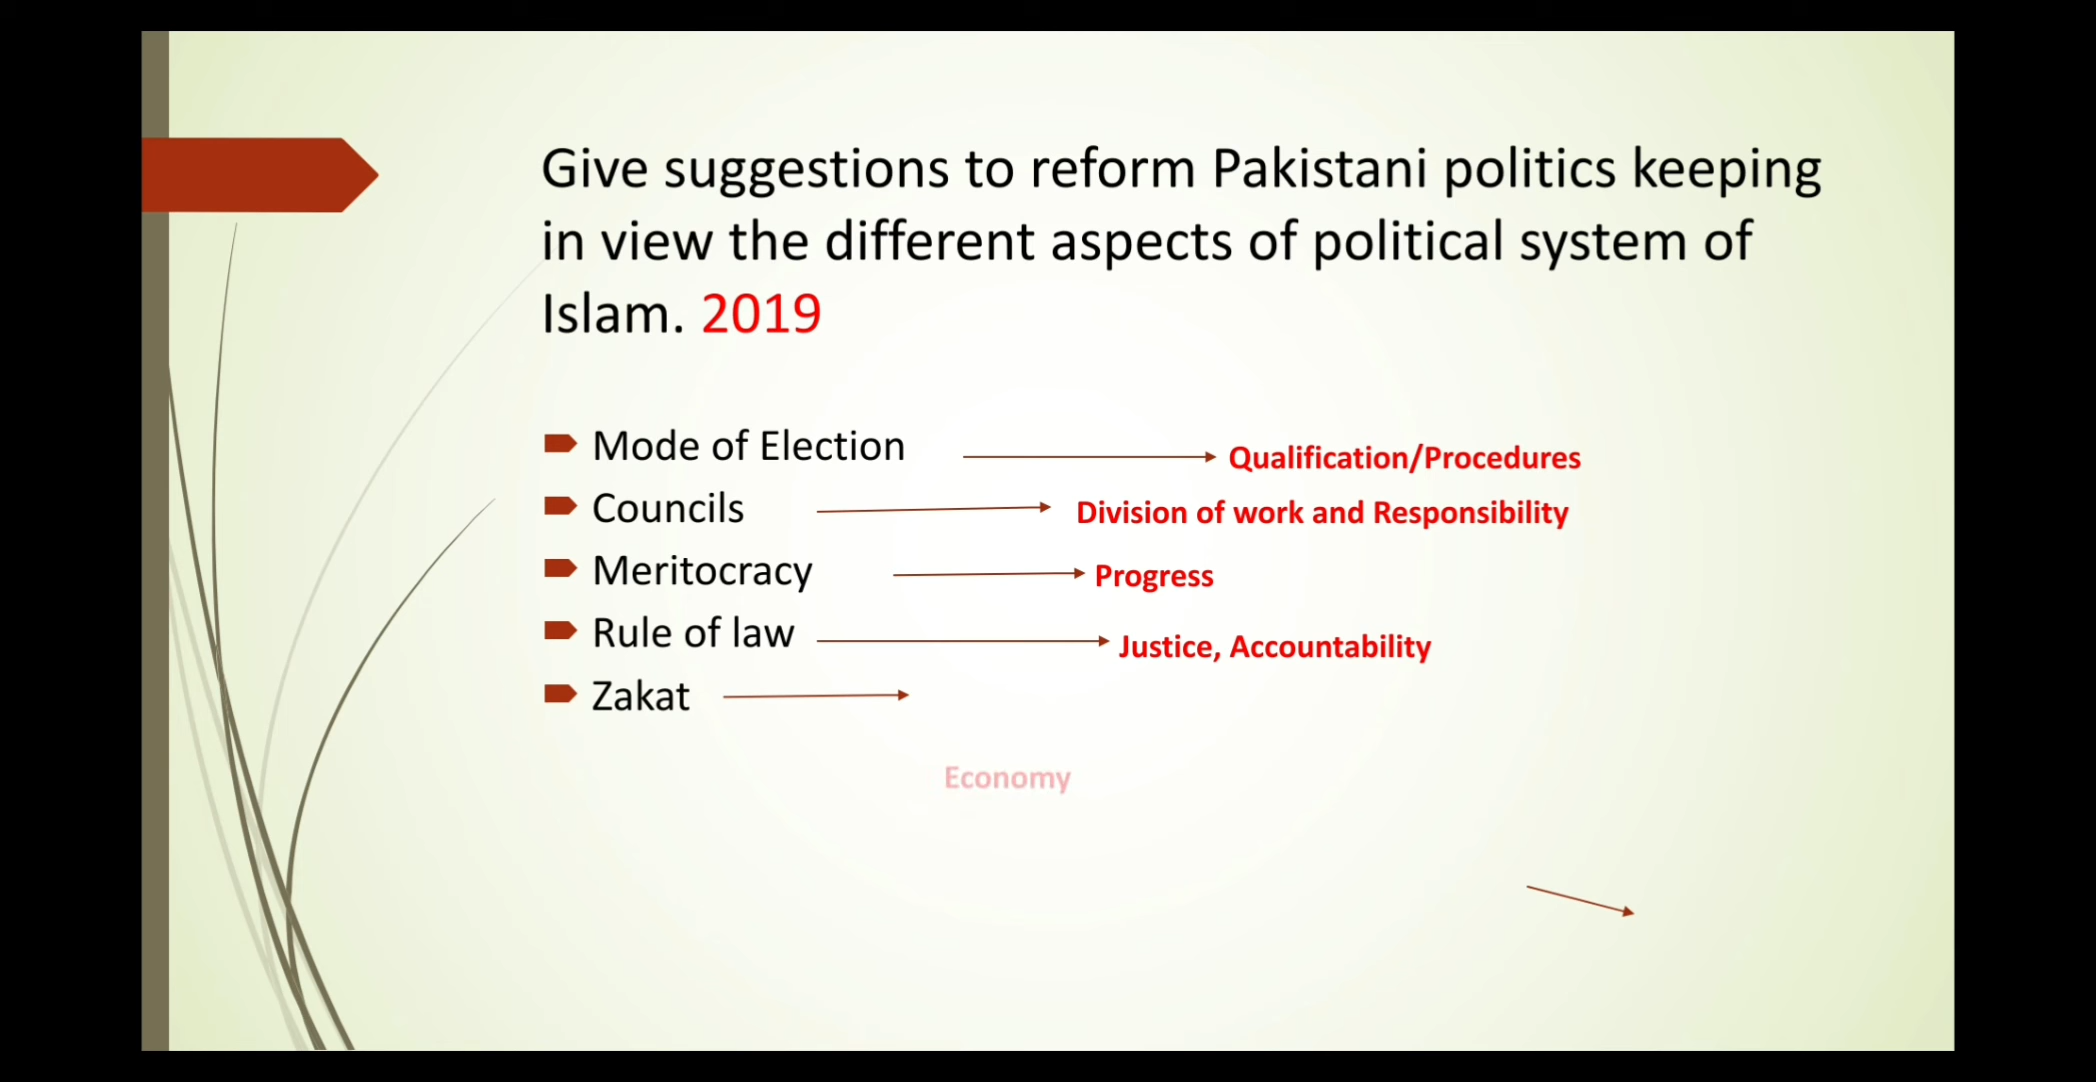 Give suggestions to reform Pakistani politics keeping
in view the different aspects of political system of
Islam. 2019
Mode of Election Qualification/Procedures
Councils Division of work and Responsibility
Meritocracy Progress
Rule of law Justice, Accountability
Zakat
Economy